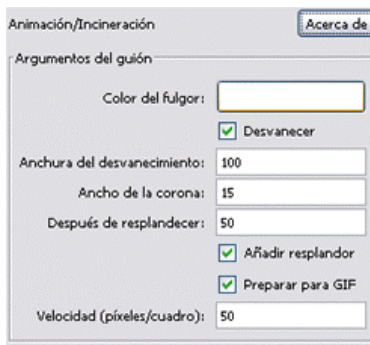 Animación/Incineración
Acerca de
Argumentos del guión
Color del fulgor:
Desvanecer
Anchura del desvanecimiento: 100
Ancho de la corona: 15
Después de resplandecer: 50
Añadir resplandor
Preparar para GIF
Velocidad (píxeles/cuadro): 50